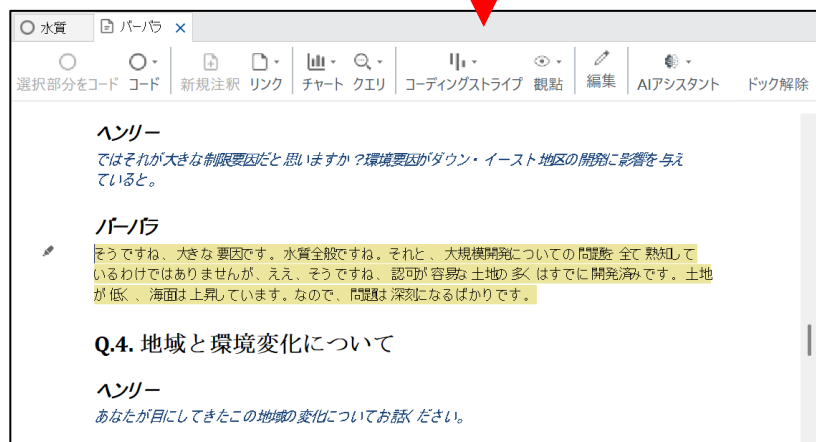 水質 バーバラ ×
選択部分をコード コード 新規注釈 リンク チャート クエリ コーディングストライプ 観點 編集 AIアシスタント ドック解除
ヘンリー
ではそれが大きな制限要因だと思いますか？環境要因がダウン・イースト地区の開発に影響を与え
ていると。
バーバラ
そうですね、大きな要因です。水質全般ですね。それと、大規模開発についての問題を全て熟知して
いるわけではありませんが、ええ、そうですね、認可が容易な土地の多くはすでに開発済みです。土地
が低く、海面は上昇しています。なので、問題は深刻になるばかりです。
Q.4. 地域と環境変化について
ヘンリー
あなたが目にしてきたこの地域の変化についてお話ください。